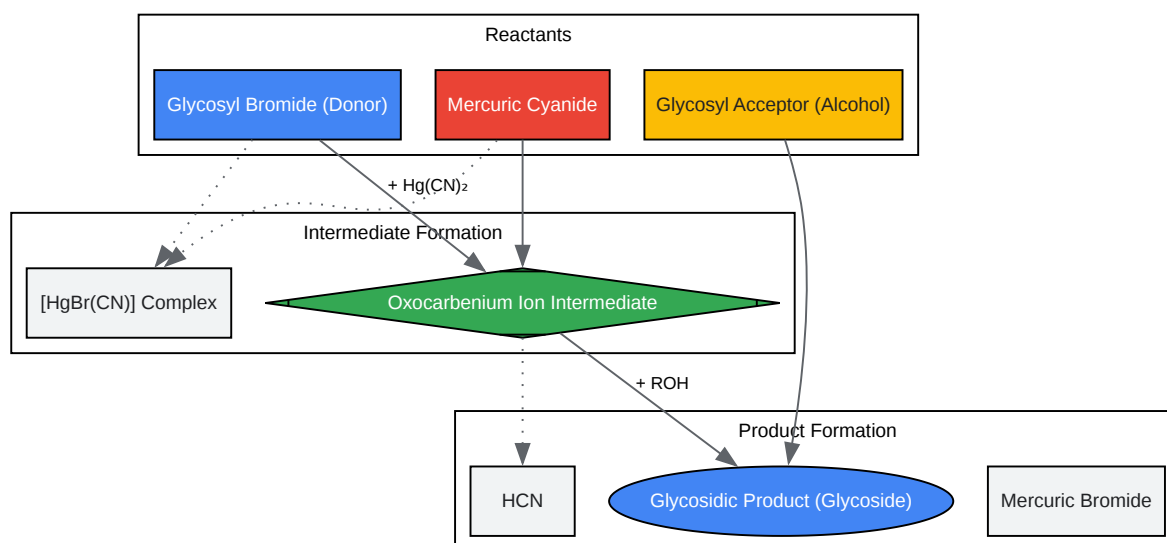 Reactants
Glycosyl Bromide (Donor)
Mercuric Cyanide
Glycosyl Acceptor (Alcohol)
+ Hg(CN)₂
Intermediate Formation
[HgBr(CN)] Complex
Oxocarbenium Ion Intermediate
+ ROH
Product Formation
HCN
Glycosidic Product (Glycoside)
Mercuric Bromide